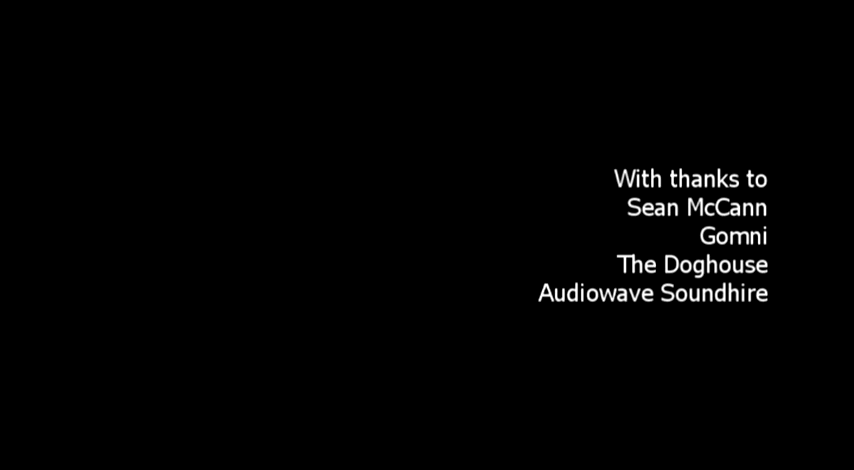 With thanks to
Sean McCann
Gomni
The Doghouse
Audiowave Soundhire